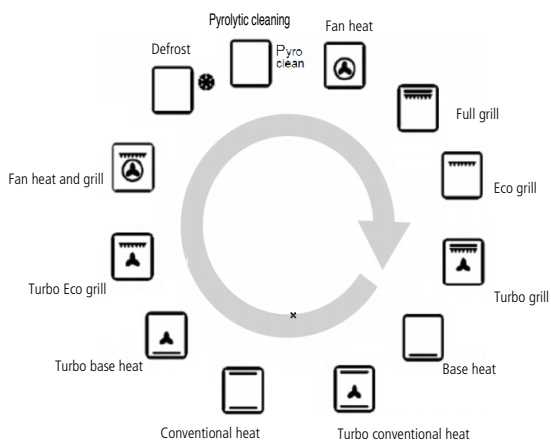 Pyrolytic cleaning
Fan heat
Defrost
Pyro
clean
Full grill
Fan heat and grill
Eco grill
Turbo Eco grill
Turbo grill
Turbo base heat
Base heat
Conventional heat
Turbo conventional heat